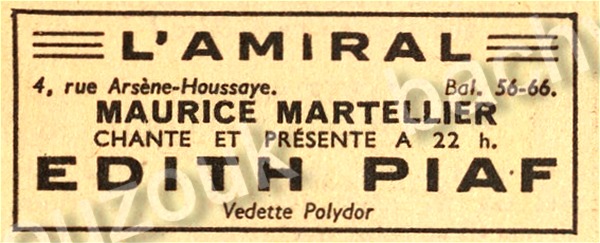 L'AMIRAL
4, rue Arsène-Houssaye. Bal. 56-66.
MAURICE MARTELLIER
CHANTE ET PRÉSENTE A 22 h.
EDITH PIAF
Vedette Polydor